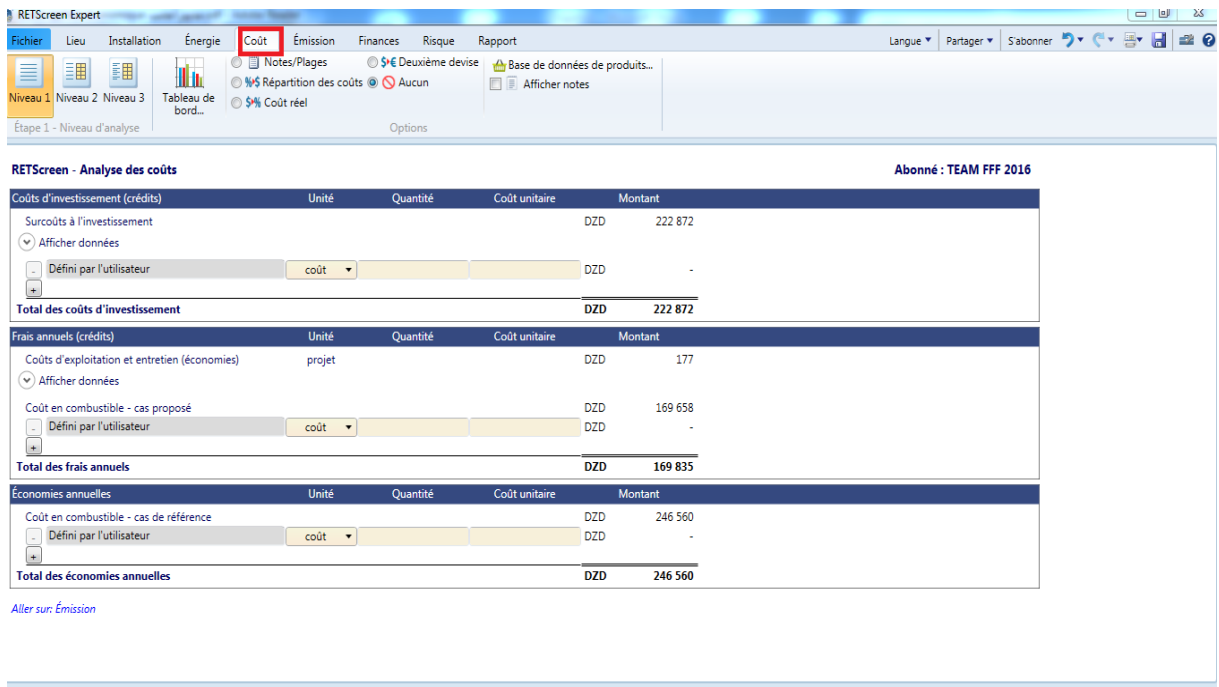 RETScreen Expert
Fichier Lieu Installation Énergie Coût Émission Finances Risque Rapport Langue Partager S'abonner
Notes/Plages $•€ Deuxième devise Base de données de produits...
%•$ Répartition des coûts Aucun Afficher notes
Niveau 1 Niveau 2 Niveau 3 Tableau de bord... $•% Coût réel
Étape 1 - Niveau d'analyse Options
RETScreen - Analyse des coûts Abonné : TEAM FFF 2016
Coûts d'investissement (crédits) Unité Quantité Coût unitaire Montant
Surcoûts à l'investissement DZD 222 872
Afficher données
- Défini par l'utilisateur coût DZD -
+
Total des coûts d'investissement DZD 222 872
Frais annuels (crédits) Unité Quantité Coût unitaire Montant
Coûts d'exploitation et entretien (économies) projet DZD 177
Afficher données
Coût en combustible - cas proposé DZD 169 658
- Défini par l'utilisateur coût DZD -
+
Total des frais annuels DZD 169 835
Économies annuelles Unité Quantité Coût unitaire Montant
Coût en combustible - cas de référence DZD 246 560
- Défini par l'utilisateur coût DZD -
+
Total des économies annuelles DZD 246 560
Aller sur: Émission